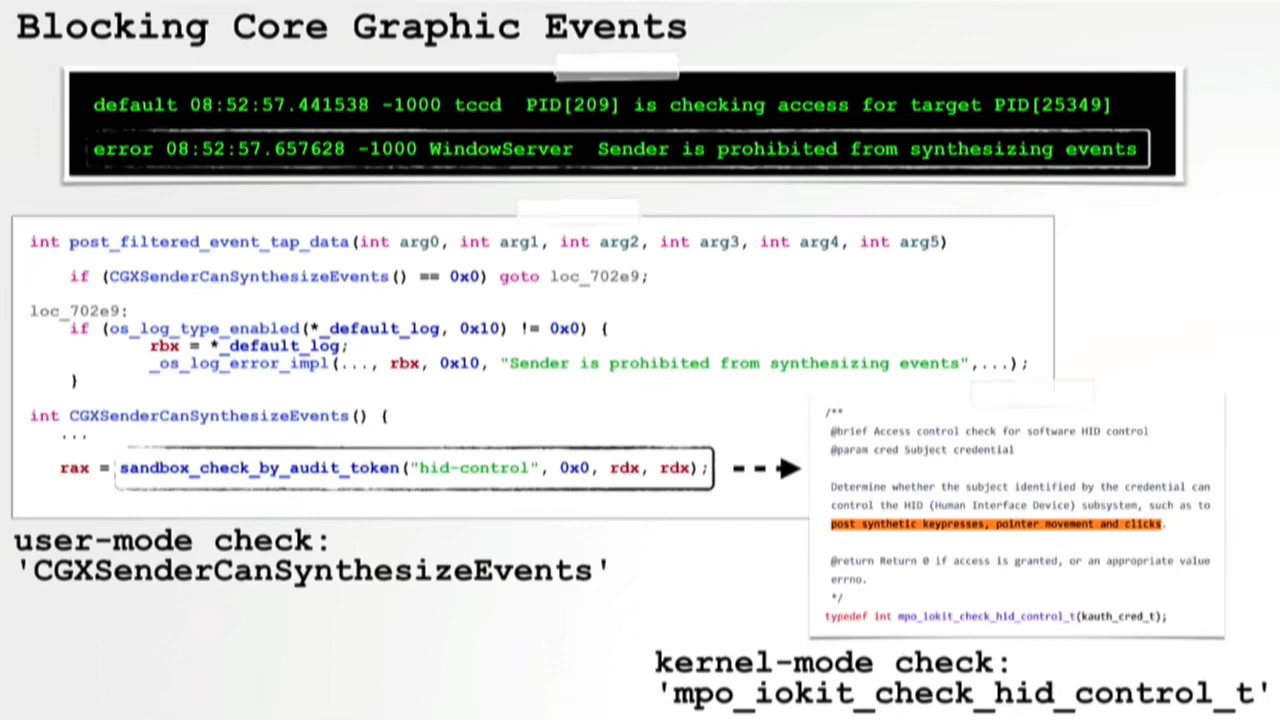 Blocking Core Graphic Events
default 08:52:57.441538 -1000 tccd  PID[209] is checking access for target PID[25349]
error 08:52:57.657628 -1000 WindowServer  Sender is prohibited from synthesizing events
int post_filtered_event_tap_data(int arg0, int arg1, int arg2, int arg3, int arg4, int arg5)
if (CGXSenderCanSynthesizeEvents() == 0x0) goto loc_702e9;
loc_702e9:
if (os_log_type_enabled(*_default_log, 0x10) != 0x0) {
rbx = *_default_log;
_os_log_error_impl(..., rbx, 0x10, "Sender is prohibited from synthesizing events",...);
}
int CGXSenderCanSynthesizeEvents() {
...
rax = sandbox_check_by_audit_token("hid-control", 0x0, rdx, rdx);
/**
@brief Access control check for software HID control
@param cred Subject credential
Determine whether the subject identified by the credential can
control the HID (Human Interface Device) subsystem, such as to
post synthetic keypresses, pointer movement and clicks.
@return Return 0 if access is granted, or an appropriate value
errno.
*/
typedef int mpo_iokit_check_hid_control_t(kauth_cred_t);
user-mode check:
'CGXSenderCanSynthesizeEvents'
kernel-mode check:
'mpo_iokit_check_hid_control_t'